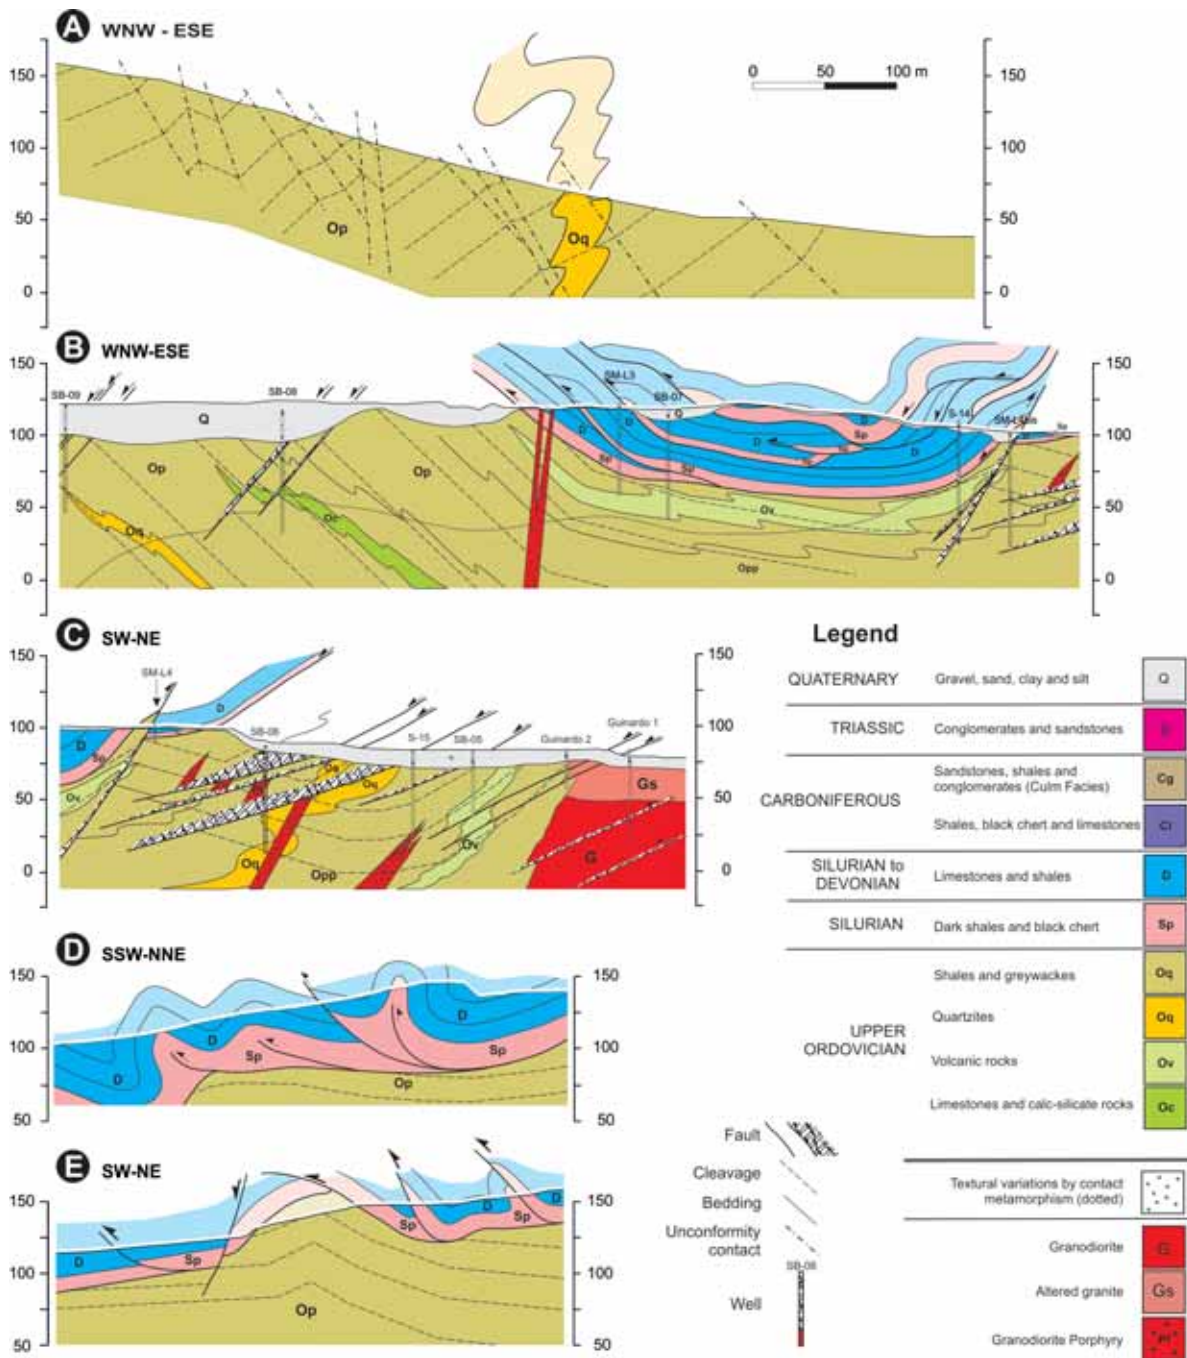 A WNW - ESE
150
100
50
0
0 50 100 m
150
100
50
0
Op
Oq
B WNW-ESE
150
100
50
0
SB-09
SB-08
SM-L3
SB-07
S-14
150
100
50
0
Q
Q
Op
Op
Oq
Oc
D
D
D
D
Sp
Sp
Sp
Ov
Opp
C SW-NE
150
100
50
0
SM-L4
SB-06
S-15
SB-05
Guinardo 2
Guinardo 1
150
100
50
0
D
D
Sp
Ov
Oq
Oq
Oq
Opp
Ov
G
Gs
D SSW-NNE
150
100
50
150
100
50
D
D
D
Sp
Sp
Op
E SW-NE
150
100
50
150
100
50
D
Sp
Sp
D
Sp
D
Op
Legend
QUATERNARY Gravel, sand, clay and silt Q
TRIASSIC Conglomerates and sandstones
CARBONIFEROUS
Sandstones, shales and
conglomerates (Culm Facies) Cg
Shales, black chert and limestones Cl
SILURIAN to
DEVONIAN Limestones and shales D
SILURIAN Dark shales and black chert Sp
UPPER
ORDOVICIAN
Shales and greywackes Oq
Quartzites Oq
Volcanic rocks Ov
Limestones and calc-silicate rocks Oc
Fault
Cleavage
Bedding
Unconformity
contact
SB-08
Well
Textural variations by contact
metamorphism (dotted)
Granodiorite G
Altered granite Gs
Granodiorite Porphyry